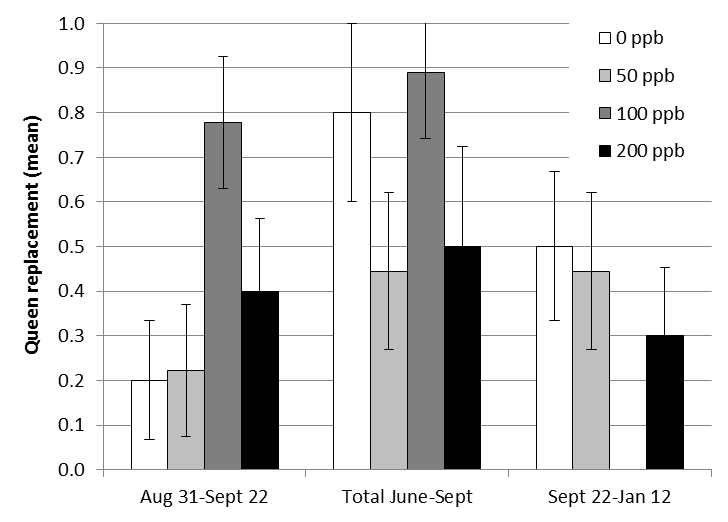 1.0
0.9
0.8
0.7
0.6
0.5
0.4
0.3
0.2
0.1
0.0
Queen replacement (mean)
0 ppb
50 ppb
100 ppb
200 ppb
Aug 31-Sept 22
Total June-Sept
Sept 22-Jan 12